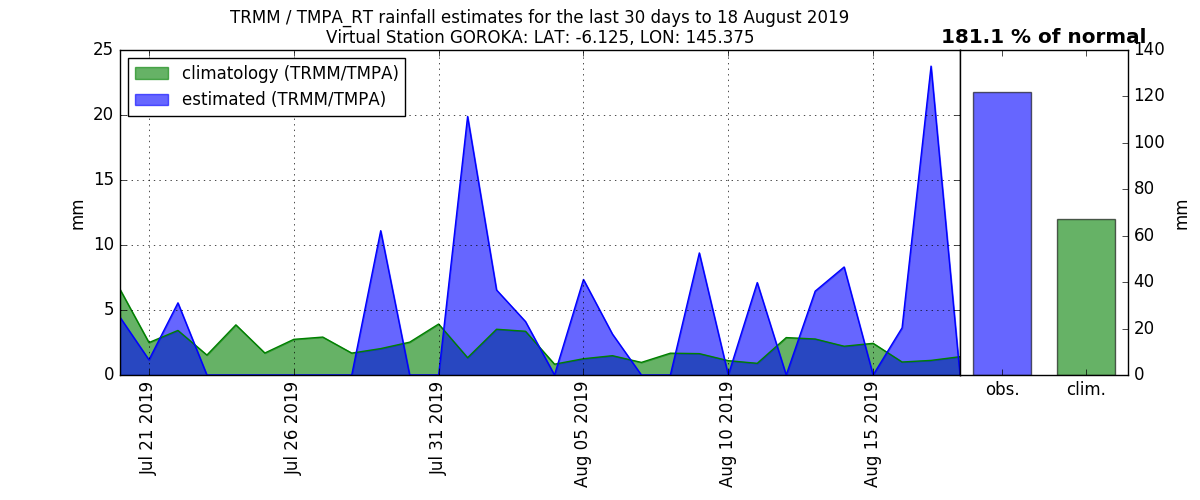 TRMM / TMPA_RT rainfall estimates for the last 30 days to 18 August 2019
Virtual Station GOROKA: LAT: -6.125, LON: 145.375
181.1 % of normal
climatology (TRMM/TMPA)
estimated (TRMM/TMPA)
25
20
15
10
5
0
mm
Jul 21 2019
Jul 26 2019
Jul 31 2019
Aug 05 2019
Aug 10 2019
Aug 15 2019
obs.
clim.
140
120
100
80
60
40
20
0
mm